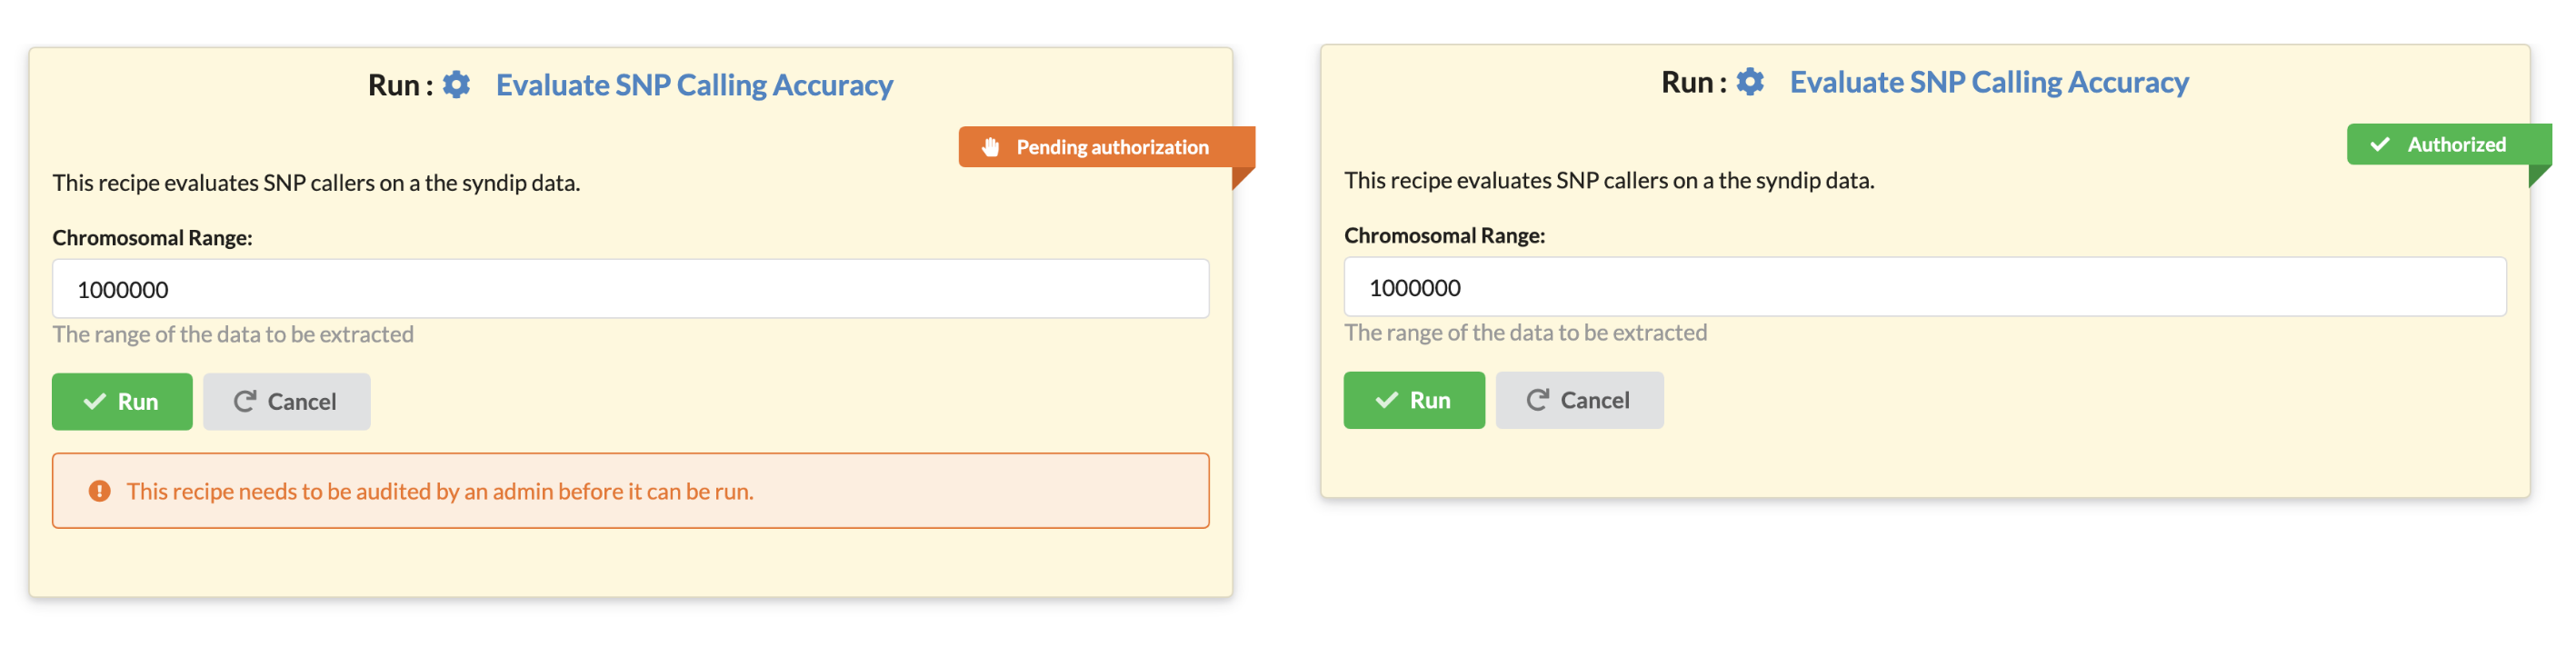 Run : Evaluate SNP Calling Accuracy
Pending authorization
This recipe evaluates SNP callers on a the syndip data.
Chromosomal Range:
1000000
The range of the data to be extracted
Run Cancel
This recipe needs to be audited by an admin before it can be run.
Run : Evaluate SNP Calling Accuracy
Authorized
This recipe evaluates SNP callers on a the syndip data.
Chromosomal Range:
1000000
The range of the data to be extracted
Run Cancel